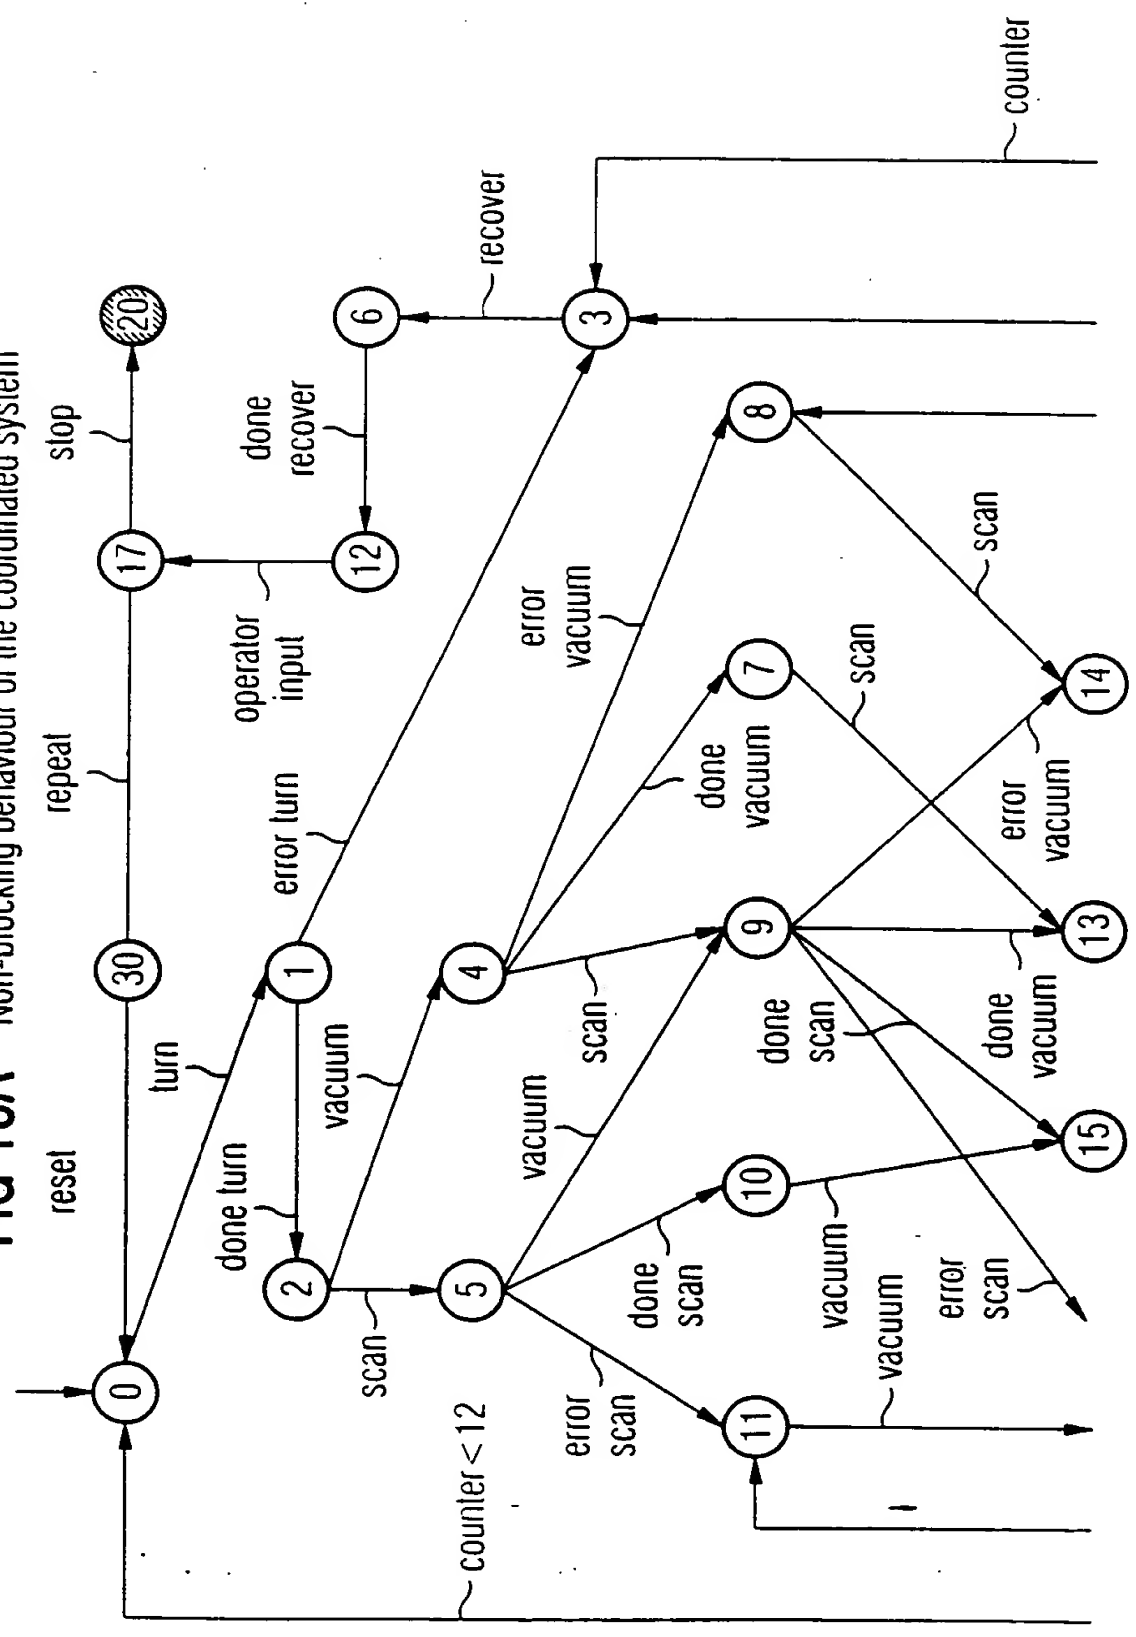 Non-blocking behaviour of the coordinated system
reset
repeat
stop
0
30
17
20
turn
operator
input
done
recover
12
6
recover
done turn
error turn
2
1
3
counter
vacuum
scan
5
4
error
vacuum
counter < 12
error
scan
done
scan
vacuum
scan
done
vacuum
11
10
9
7
8
vacuum
vacuum
error
scan
done
scan
done
vacuum
error
vacuum
scan
scan
15
13
14